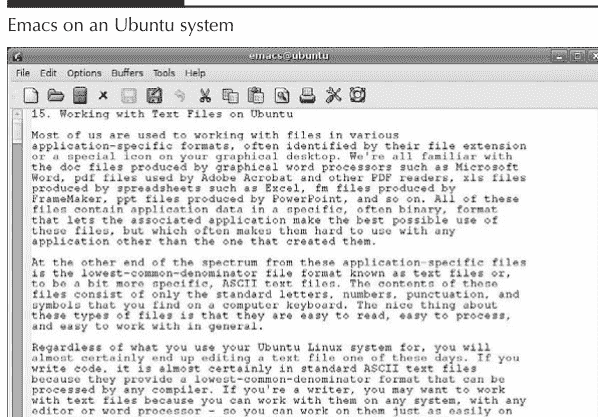 Emacs on an Ubuntu system
emacs@ubuntu
File Edit Options Buffers Tools Help
15. Working with Text Files on Ubuntu
Most of us are used to working with files in various
application-specific formats, often identified by their file extension
or a special icon on your graphical desktop. We're all familiar with
the doc files produced by graphical word processors such as Microsoft
Word, pdf files used by Adobe Acrobat and other PDF readers, xls files
produced by spreadsheets such as Excel, fm files produced by
FrameMaker, ppt files produced by PowerPoint, and so on. All of these
files contain application data in a specific, often binary, format
that lets the associated application make the best possible use of
these files, but which often makes them hard to use with any
application other than the one that created them.
At the other end of the spectrum from these application-specific files
is the lowest-common-denominator file format known as text files or,
to be a bit more specific, ASCII text files. The contents of these
files consist of only the standard letters, numbers, punctuation, and
symbols that you find on a computer keyboard. The nice thing about
these types of files is that they are easy to read, easy to process,
and easy to work with in general.
Regardless of what you use your Ubuntu Linux system for, you will
almost certainly end up editing a text file one of these days. If you
write code, it is almost certainly in standard ASCII text files
because they provide a lowest-common-denominator format that can be
processed by any compiler. If you're a writer, you may want to work
with text files because you can work with them on any system, with any
editor or word processor - so you can work on them just as easily on